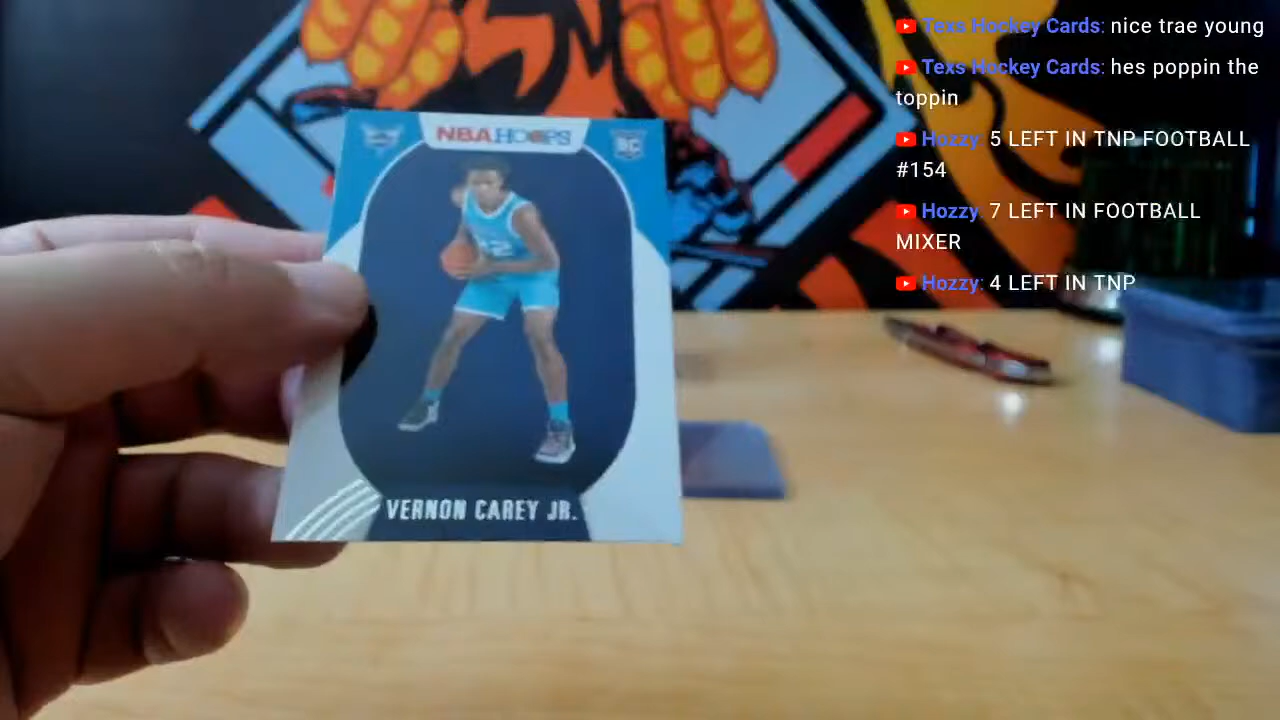 NBA HOOPS
RC
22
VERNON CAREY JR.
Texs Hockey Cards: nice trae young
Texs Hockey Cards: hes poppin the
toppin
Hozzy: 5 LEFT IN TNP FOOTBALL
#154
Hozzy: 7 LEFT IN FOOTBALL
MIXER
Hozzy: 4 LEFT IN TNP